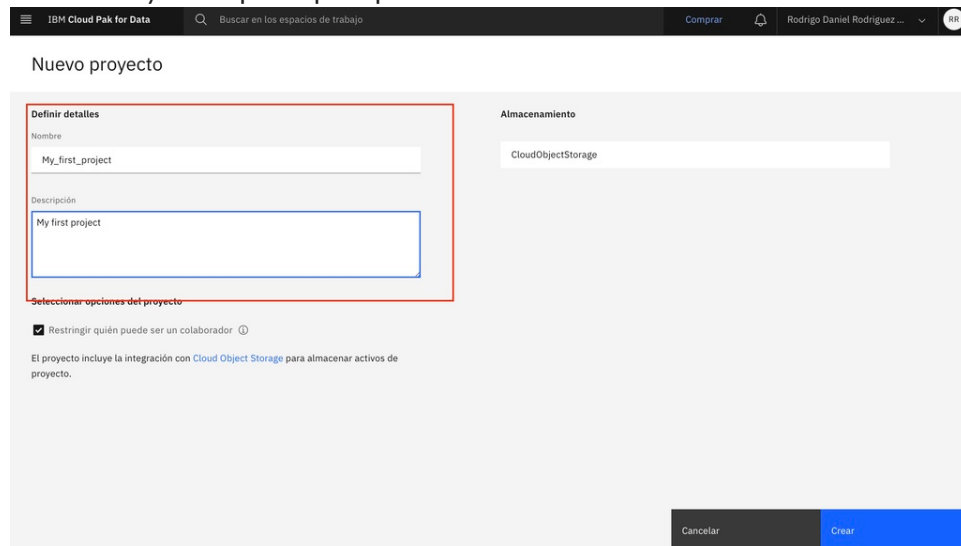 IBM Cloud Pak for Data
Buscar en los espacios de trabajo
Comprar
Rodrigo Daniel Rodriguez ...
RR
Nuevo proyecto
Definir detalles
Nombre
My_first_project
Descripción
My first project
Seleccionar opciones del proyecto
Restringir quién puede ser un colaborador
El proyecto incluye la integración con Cloud Object Storage para almacenar activos de
proyecto.
Almacenamiento
CloudObjectStorage
Cancelar
Crear